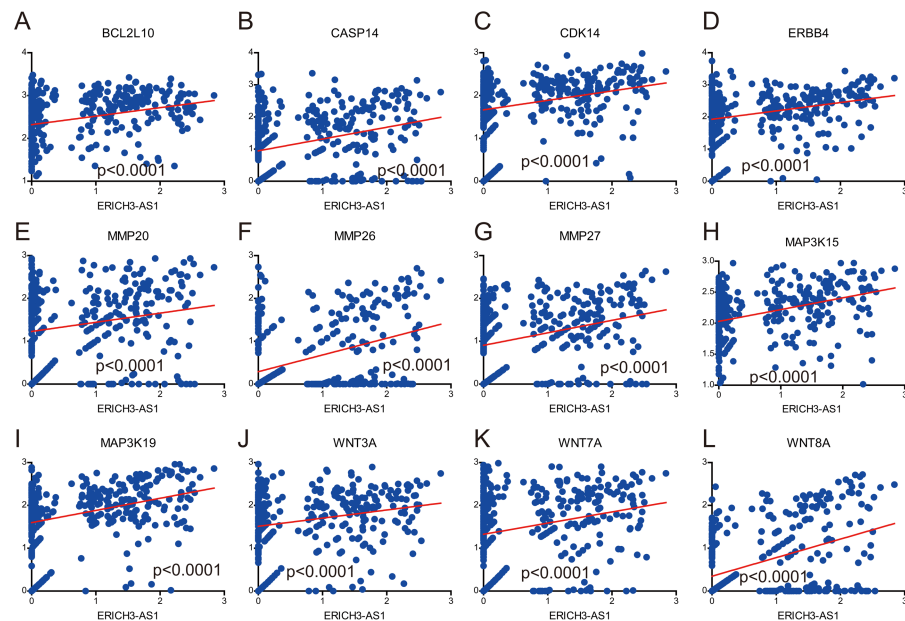 A
BCL2L10
4
3
2
1
p<0.0001
0
1
2
3
ERICH3-AS1
B
CASP14
4
3
2
1
0
p<0.0001
0
1
2
3
ERICH3-AS1
C
CDK14
4
3
2
1
0
p<0.0001
0
1
2
3
ERICH3-AS1
D
ERBB4
4
3
2
1
0
p<0.0001
0
1
2
3
ERICH3-AS1
E
MMP20
3
2
1
0
p<0.0001
0
1
2
3
ERICH3-AS1
F
MMP26
3
2
1
0
p<0.0001
0
1
2
3
ERICH3-AS1
G
MMP27
3
2
1
0
p<0.0001
0
1
2
3
ERICH3-AS1
H
MAP3K15
3.0
2.5
2.0
1.5
1.0
p<0.0001
0
1
2
3
ERICH3-AS1
I
MAP3K19
3
2
1
0
p<0.0001
0
1
2
3
ERICH3-AS1
J
WNT3A
3
2
1
0
p<0.0001
0
1
2
3
ERICH3-AS1
K
WNT7A
3
2
1
0
p<0.0001
0
1
2
3
ERICH3-AS1
L
WNT8A
3
2
1
0
p<0.0001
0
1
2
3
ERICH3-AS1